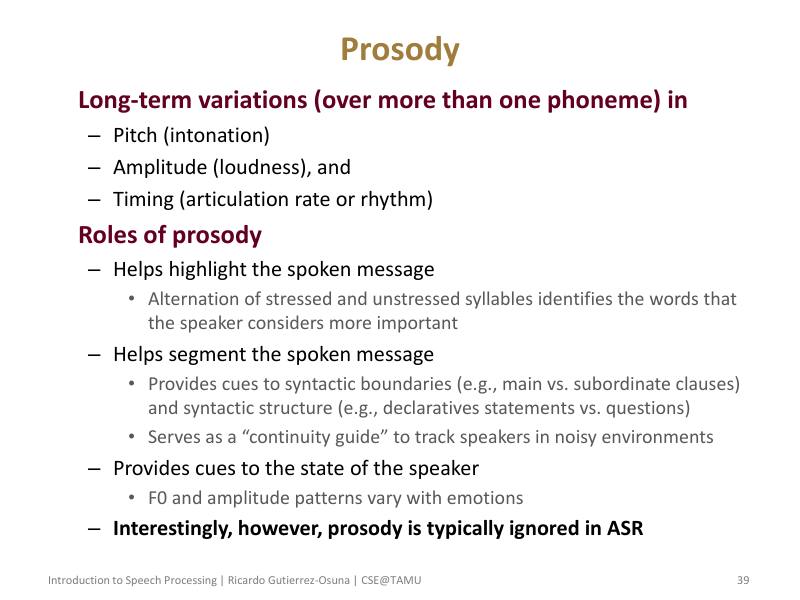 Prosody
Long-term variations (over more than one phoneme) in
– Pitch (intonation)
– Amplitude (loudness), and
– Timing (articulation rate or rhythm)
Roles of prosody
– Helps highlight the spoken message
• Alternation of stressed and unstressed syllables identifies the words that
the speaker considers more important
– Helps segment the spoken message
• Provides cues to syntactic boundaries (e.g., main vs. subordinate clauses)
and syntactic structure (e.g., declaratives statements vs. questions)
• Serves as a “continuity guide” to track speakers in noisy environments
– Provides cues to the state of the speaker
• F0 and amplitude patterns vary with emotions
– Interestingly, however, prosody is typically ignored in ASR
Introduction to Speech Processing | Ricardo Gutierrez-Osuna | CSE@TAMU 39